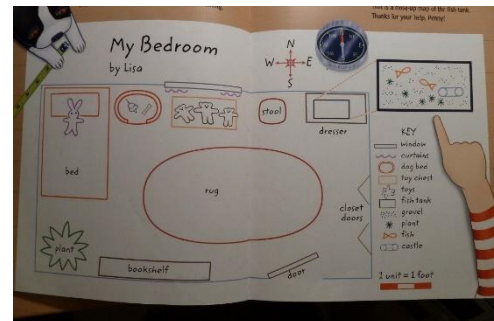 This is a close-up map of the fish tank.
Thanks for your help, Penny!
My Bedroom
by Lisa
N
W
E
S
stool
dresser
bed
rug
closet
doors
plant
bookshelf
door
KEY
window
curtains
dog bed
toy chest
toys
fish tank
gravel
plant
fish
castle
1 unit = 1 foot